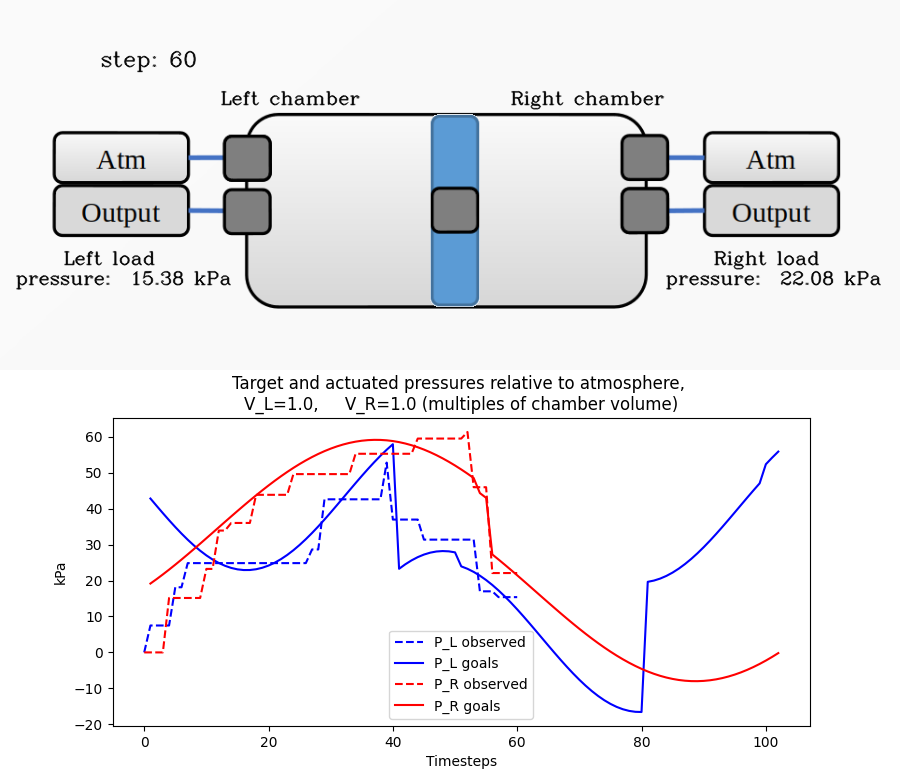 step: 60
Left chamber
Right chamber
Atm
Atm
Output
Output
Left load
pressure: 15.38 kPa
Right load
pressure: 22.08 kPa
Target and actuated pressures relative to atmosphere,
V_L=1.0, V_R=1.0 (multiples of chamber volume)
60
50
40
30
20
10
0
−10
−20
kPa
P_L observed
P_L goals
P_R observed
P_R goals
0 20 40 60 80 100
Timesteps